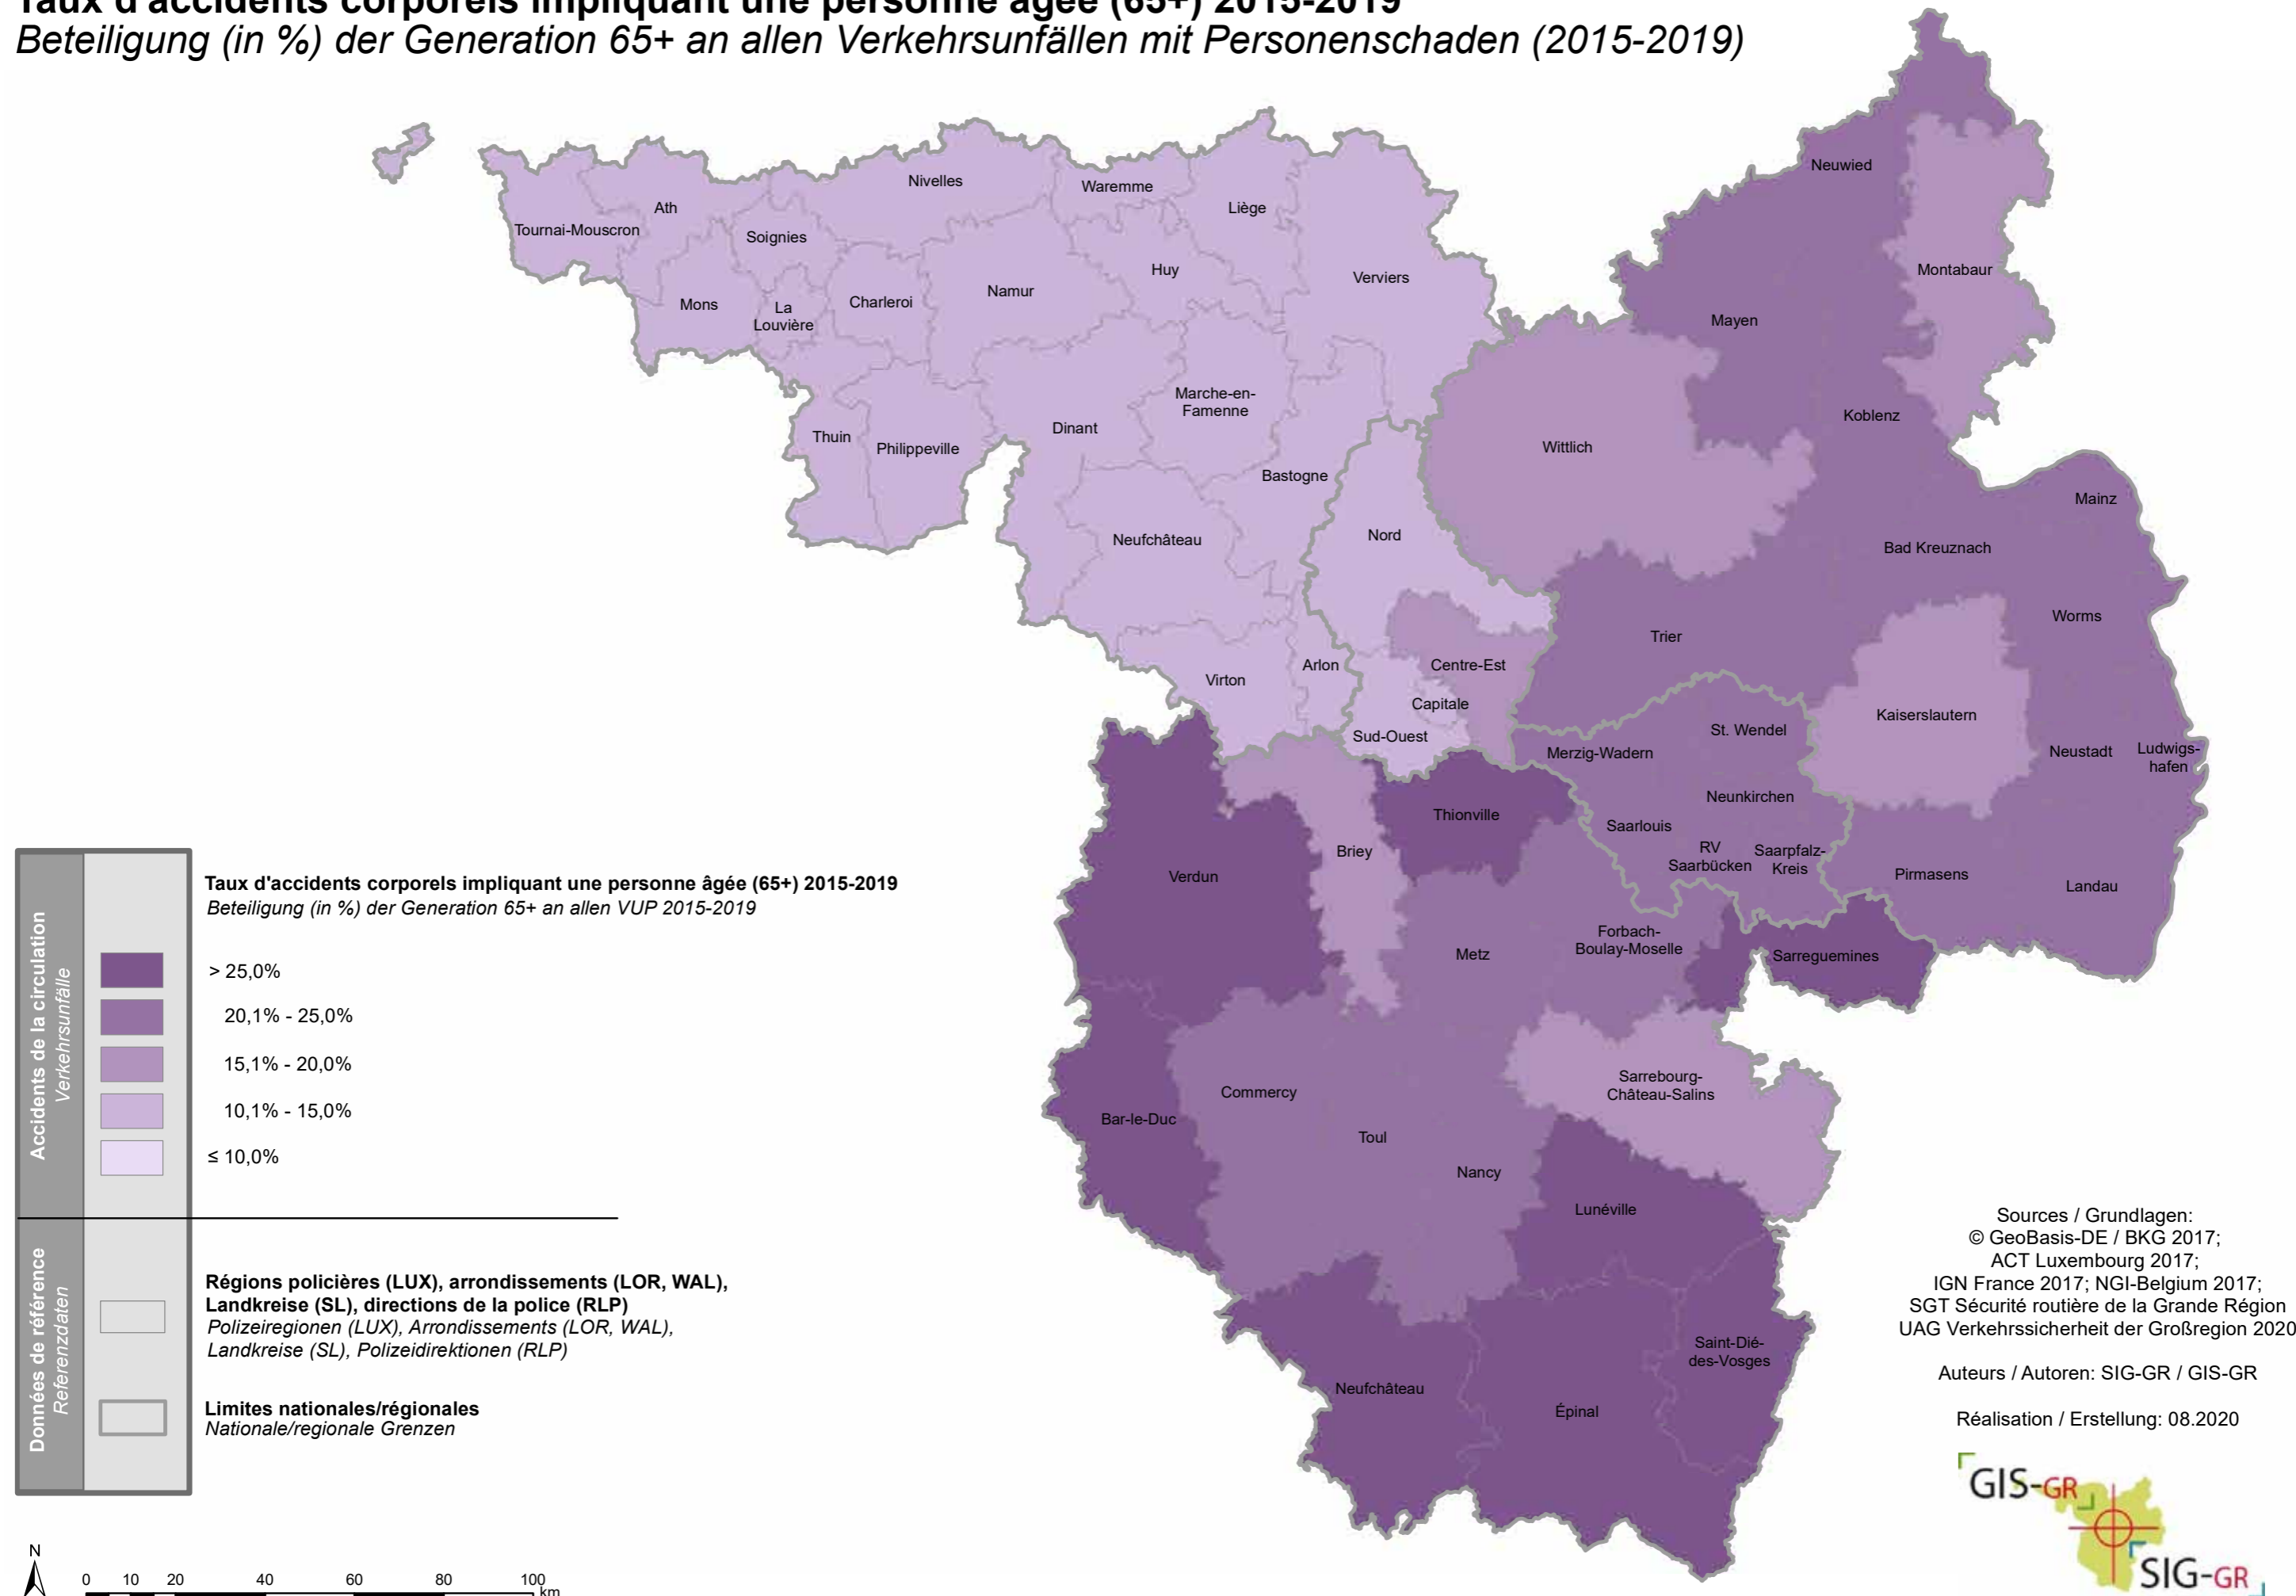 Taux d'accidents corporels impliquant une personne âgée (65+) 2015-2019
Beteiligung (in %) der Generation 65+ an allen Verkehrsunfällen mit Personenschaden (2015-2019)
Neuwied
Nivelles
Waremme
Ath
Liège
Tournai-Mouscron
Soignies
Huy
Montabaur
Verviers
Namur
Charleroi
Mons
La
Louvière
Mayen
Marche-en-
Famenne
Koblenz
Dinant
Thuin
Philippeville
Wittlich
Bastogne
Mainz
Nord
Neufchâteau
Bad Kreuznach
Worms
Trier
Arlon
Centre-Est
Virton
Capitale
Kaiserslautern
St. Wendel
Sud-Ouest
Merzig-Wadern
Neustadt
Ludwigs-
hafen
Neunkirchen
Thionville
Saarlouis
Briey
RV
Saarbücken
Saarpfalz-
Kreis
Verdun
Pirmasens
Landau
Forbach-
Boulay-Moselle
Metz
Sarreguemines
Sarrebourg-
Château-Salins
Commercy
Bar-le-Duc
Toul
Nancy
Lunéville
Saint-Dié-
des-Vosges
Neufchâteau
Épinal
Accidents de la circulation
Verkehrsunfälle
Taux d'accidents corporels impliquant une personne âgée (65+) 2015-2019
Beteiligung (in %) der Generation 65+ an allen VUP 2015-2019
> 25,0%
20,1% - 25,0%
15,1% - 20,0%
10,1% - 15,0%
≤ 10,0%
Données de référence
Referenzdaten
Régions policières (LUX), arrondissements (LOR, WAL),
Landkreise (SL), directions de la police (RLP)
Polizeiregionen (LUX), Arrondissements (LOR, WAL),
Landkreise (SL), Polizeidirektionen (RLP)
Limites nationales/régionales
Nationale/regionale Grenzen
N
0 10 20 40 60 80 100
km
Sources / Grundlagen:
© GeoBasis-DE / BKG 2017;
ACT Luxembourg 2017;
IGN France 2017; NGI-Belgium 2017;
SGT Sécurité routière de la Grande Région
UAG Verkehrssicherheit der Großregion 2020
Auteurs / Autoren: SIG-GR / GIS-GR
Réalisation / Erstellung: 08.2020
GIS-GR
SIG-GR